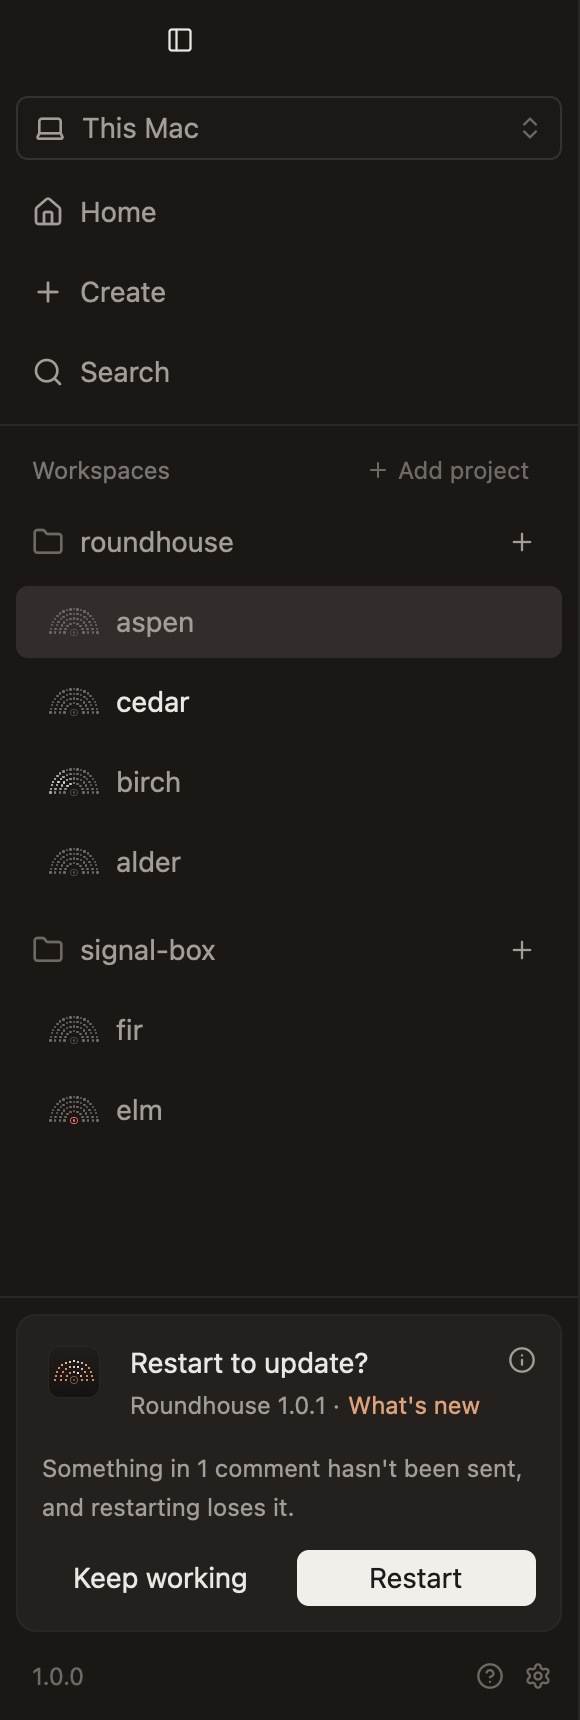 This Mac
Home
Create
Search
Workspaces
Add project
roundhouse
aspen
cedar
birch
alder
signal-box
fir
elm
Restart to update?
Roundhouse 1.0.1 · What's new
Something in 1 comment hasn't been sent,
and restarting loses it.
Keep working
Restart
1.0.0